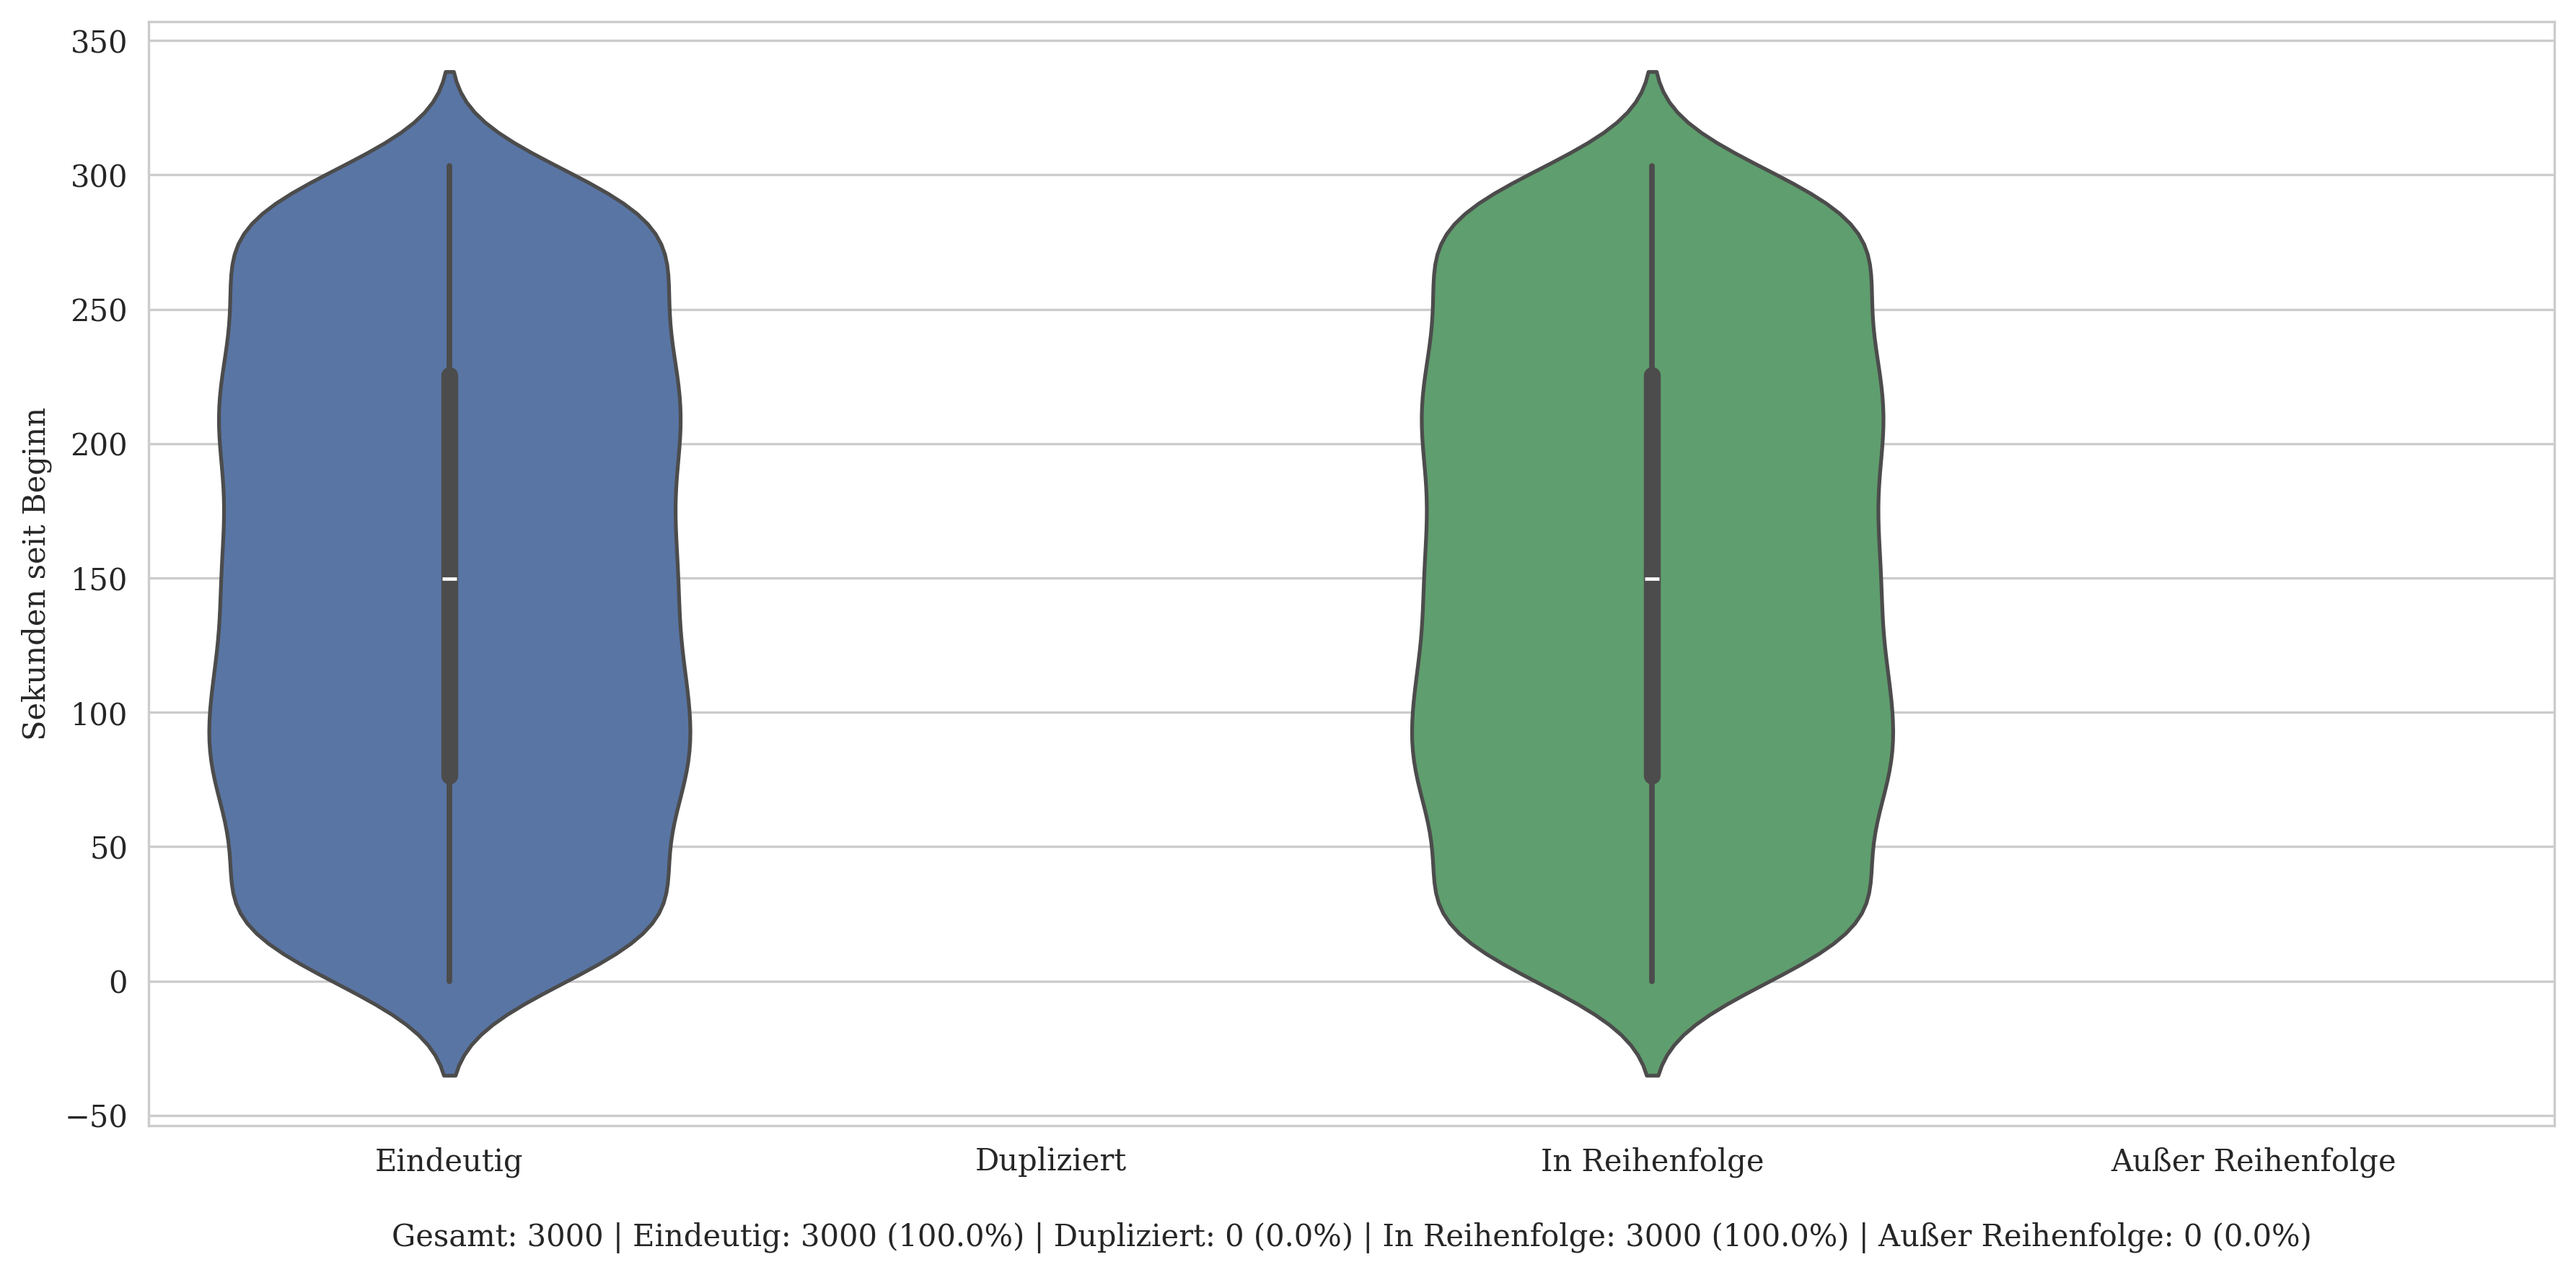 350
300
250
200
150
100
50
0
−50
Sekunden seit Beginn
Eindeutig
Dupliziert
In Reihenfolge
Außer Reihenfolge
Gesamt: 3000 | Eindeutig: 3000 (100.0%) | Dupliziert: 0 (0.0%) | In Reihenfolge: 3000 (100.0%) | Außer Reihenfolge: 0 (0.0%)